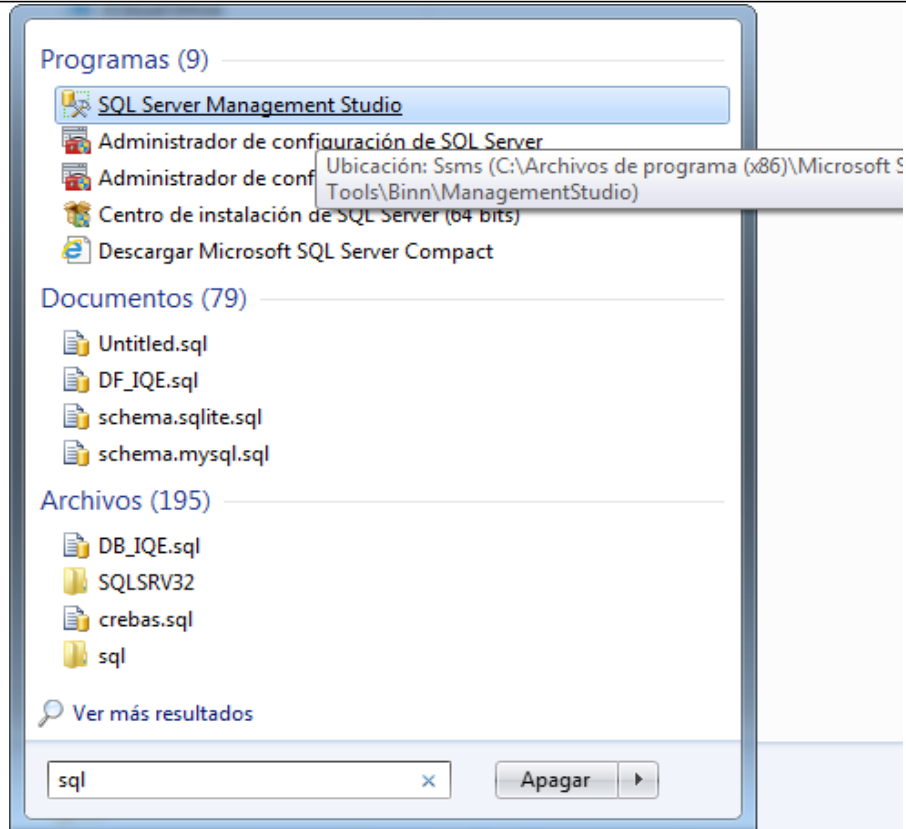 Programas (9)
SQL Server Management Studio
Administrador de configuración de SQL Server
Ubicación: Ssms (C:\Archivos de programa (x86)\Microsoft S
Administrador de conf
Tools\Binn\ManagementStudio)
Centro de instalación de SQL Server (64 bits)
Descargar Microsoft SQL Server Compact
Documentos (79)
Untitled.sql
DF_IQE.sql
schema.sqlite.sql
schema.mysql.sql
Archivos (195)
DB_IQE.sql
SQLSRV32
crebas.sql
sql
Ver más resultados
sql
Apagar